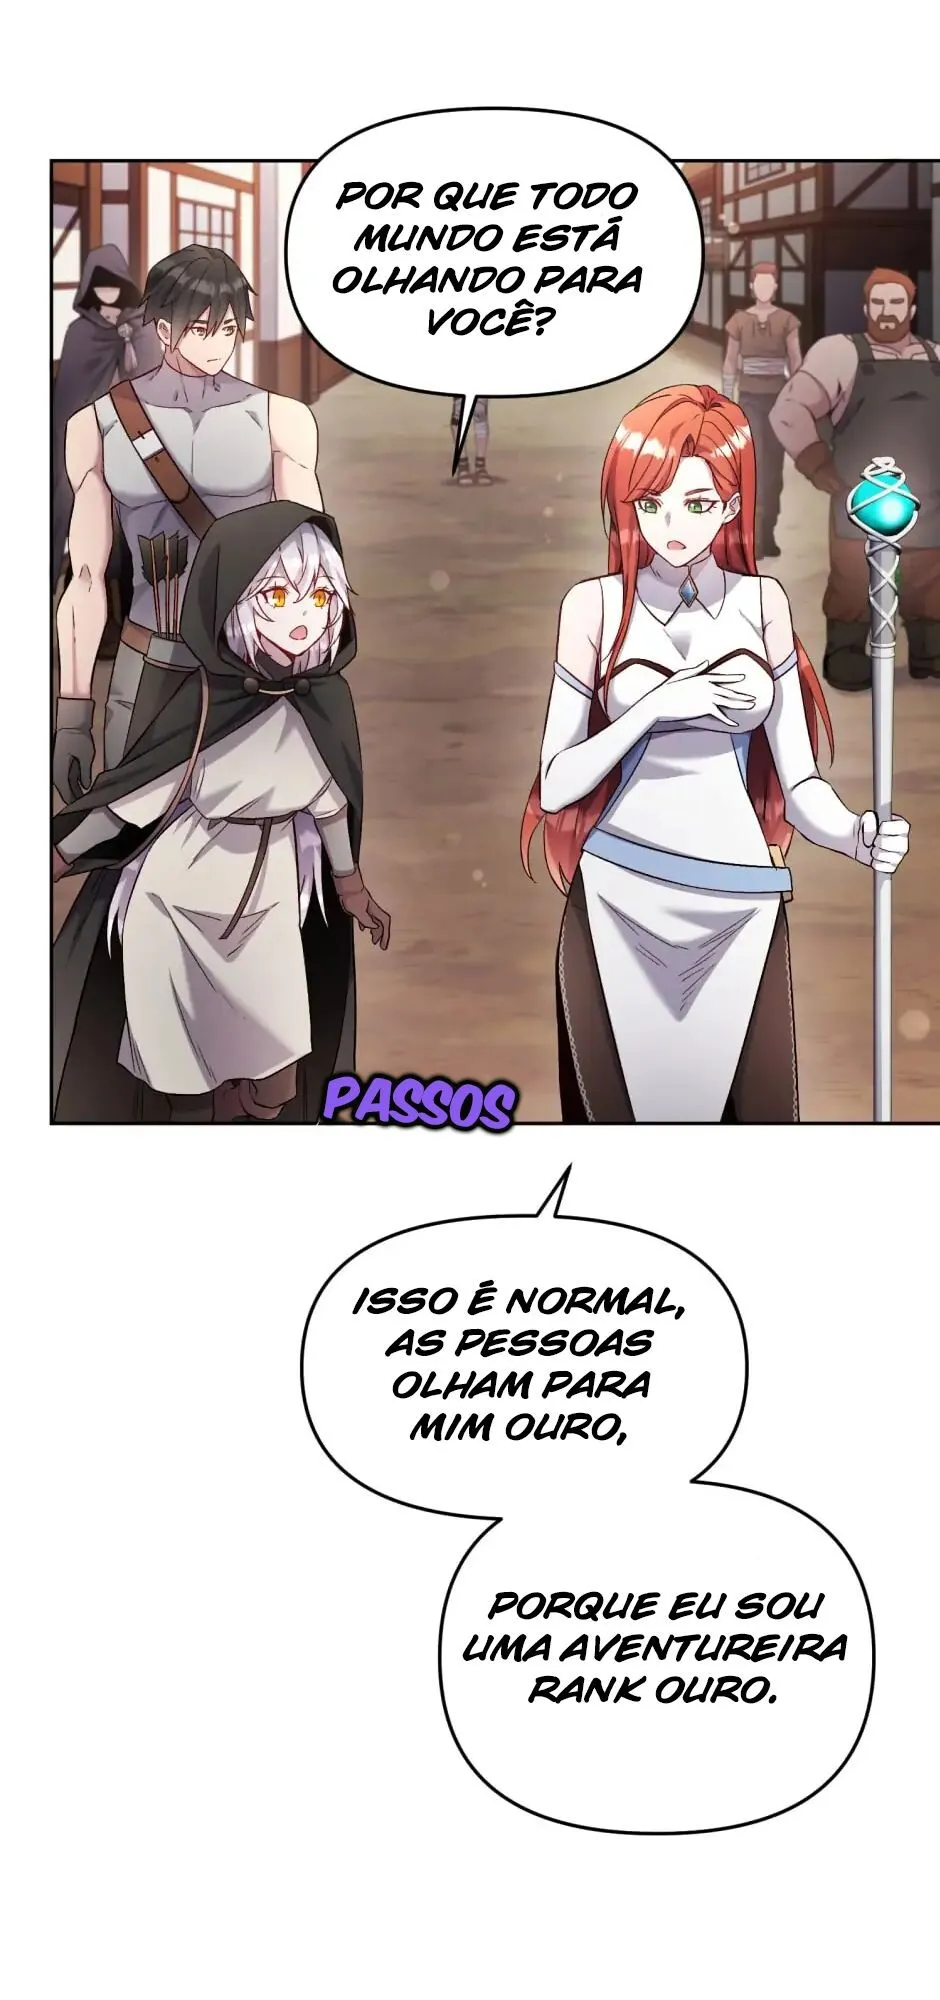 POR QUE TODO
MUNDO ESTÁ
OLHANDO PARA
VOCÊ?
PASSOS
ISSO É NORMAL,
AS PESSOAS
OLHAM PARA
MIM OURO,
PORQUE EU SOU
UMA AVENTUREIRA
RANK OURO.